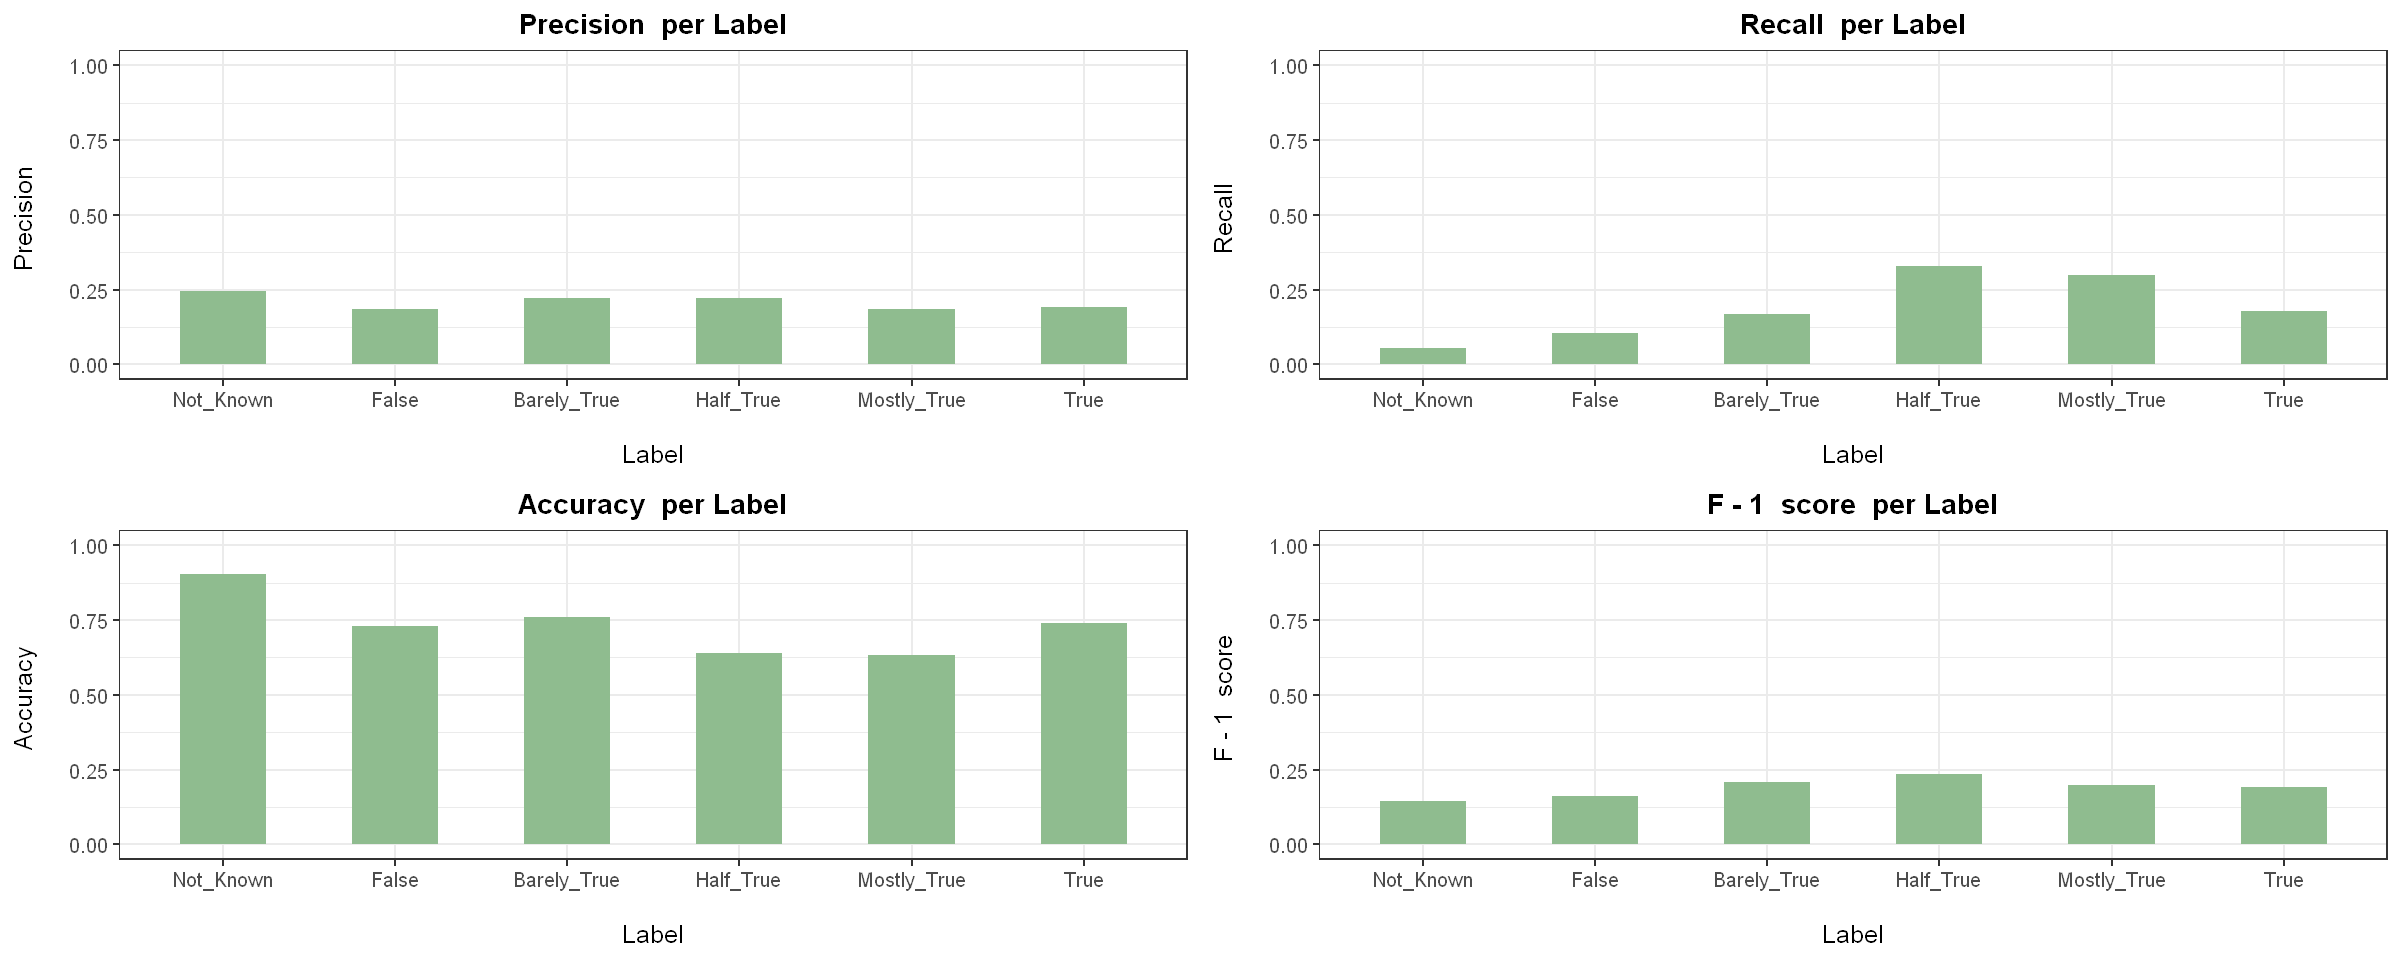 Precision  per Label
1.00
0.75
0.50
0.25
0.00
Precision
Not_Known False Barely_True Half_True Mostly_True True
Label
Recall  per Label
1.00
0.75
0.50
0.25
0.00
Recall
Not_Known False Barely_True Half_True Mostly_True True
Label
Accuracy  per Label
1.00
0.75
0.50
0.25
0.00
Accuracy
Not_Known False Barely_True Half_True Mostly_True True
Label
F - 1  score  per Label
1.00
0.75
0.50
0.25
0.00
F - 1  score
Not_Known False Barely_True Half_True Mostly_True True
Label